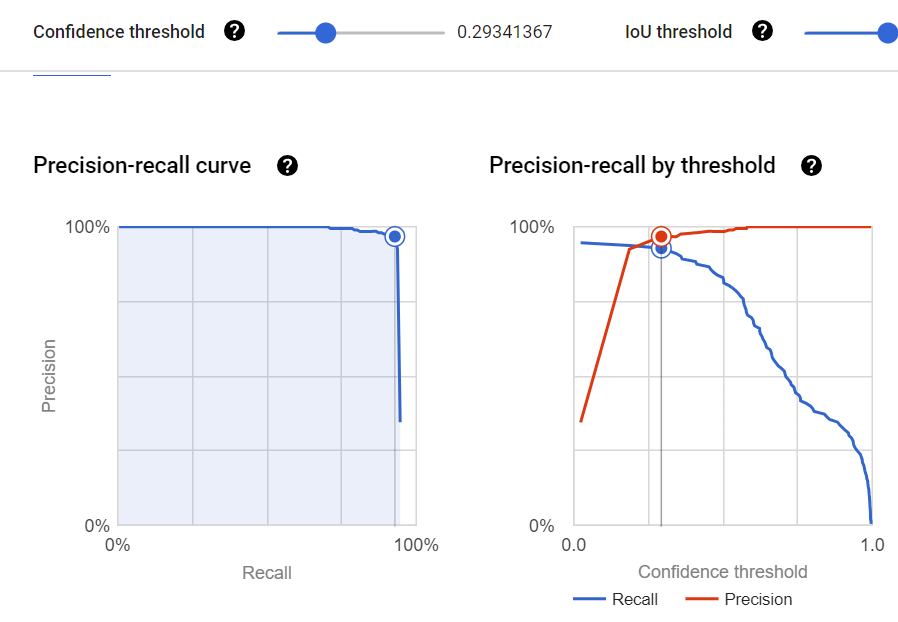 Confidence threshold ? 0.29341367 IoU threshold ?
Precision-recall curve ?
Precision-recall by threshold ?
100%
Precision
0%
0%
100%
Recall
100%
0%
0.0
1.0
Confidence threshold
Recall
Precision